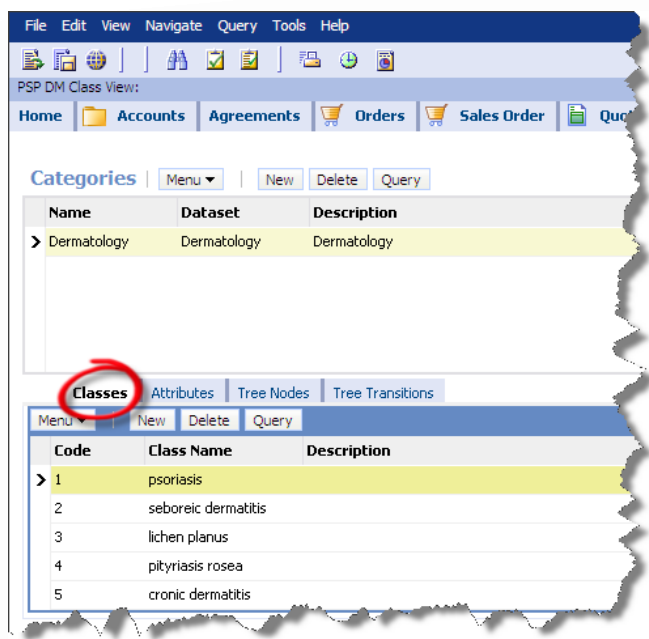 File Edit View Navigate Query Tools Help
PSP DM Class View:
Home Accounts Agreements Orders Sales Order
Categories Menu New Delete Query
Name Dataset Description
Dermatology Dermatology Dermatology
Classes Attributes Tree Nodes Tree Transitions
Menu New Delete Query
Code Class Name Description
1 psoriasis
2 seboreic dermatitis
3 lichen planus
4 pityriasis rosea
5 cronic dermatitis